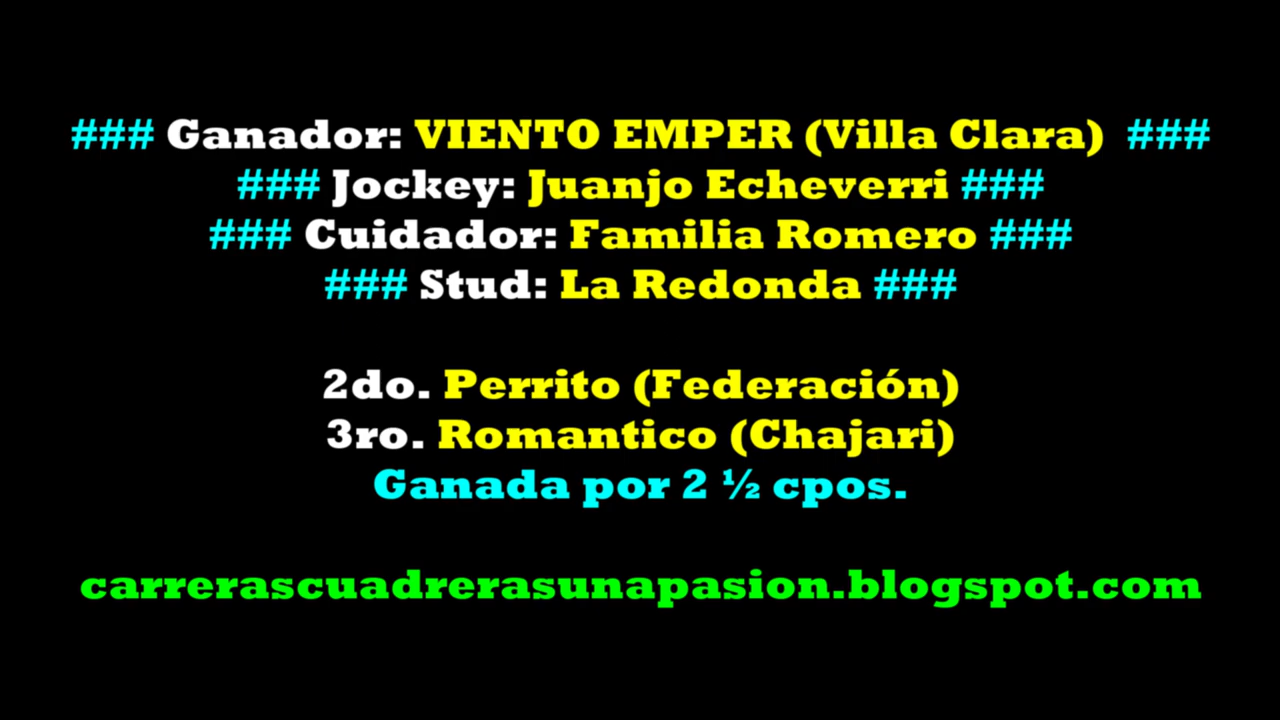 ### Ganador: VIENTO EMPER (Villa Clara) ###
### Jockey: Juanjo Echeverri ###
### Cuidador: Familia Romero ###
### Stud: La Redonda ###
2do. Perrito (Federación)
3ro. Romantico (Chajari)
Ganada por 2 ½ cpos.
carrerascuadrerasunapasion.blogspot.com